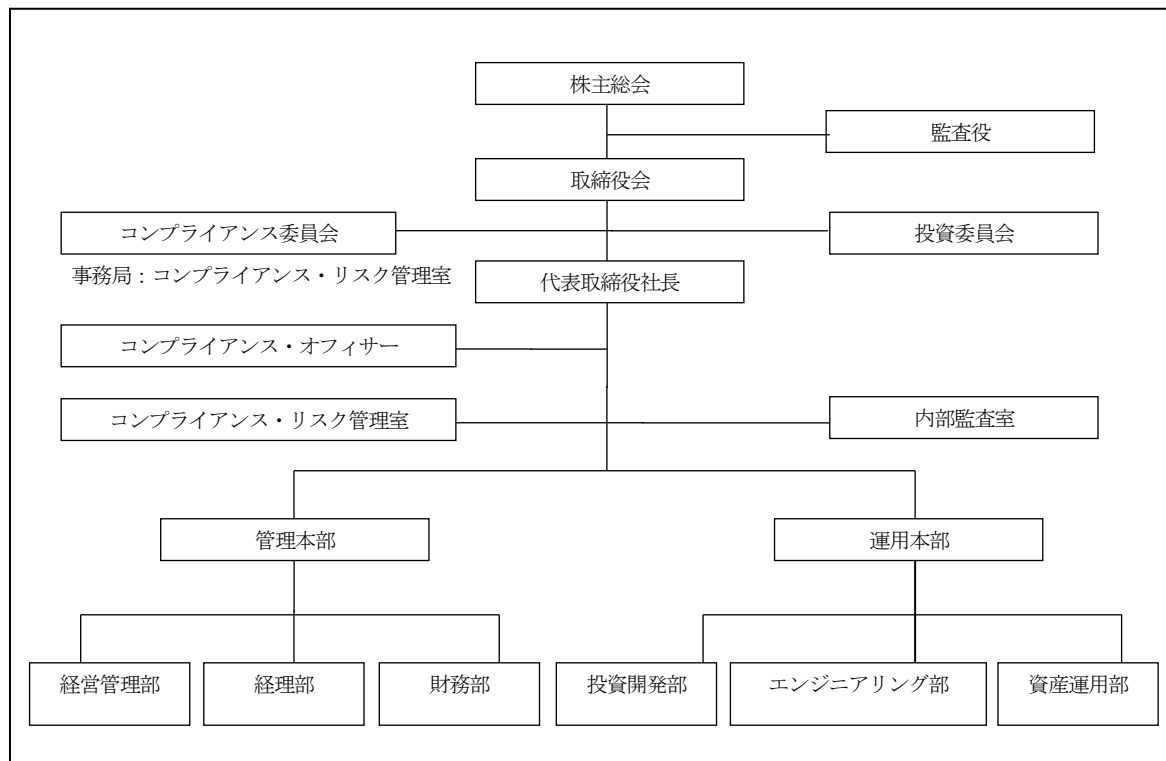 株主総会
監査役
取締役会
コンプライアンス委員会
投資委員会
事務局：コンプライアンス・リスク管理室
代表取締役社長
コンプライアンス・オフィサー
コンプライアンス・リスク管理室
内部監査室
管理本部
運用本部
経営管理部
経理部
財務部
投資開発部
エンジニアリング部
資産運用部